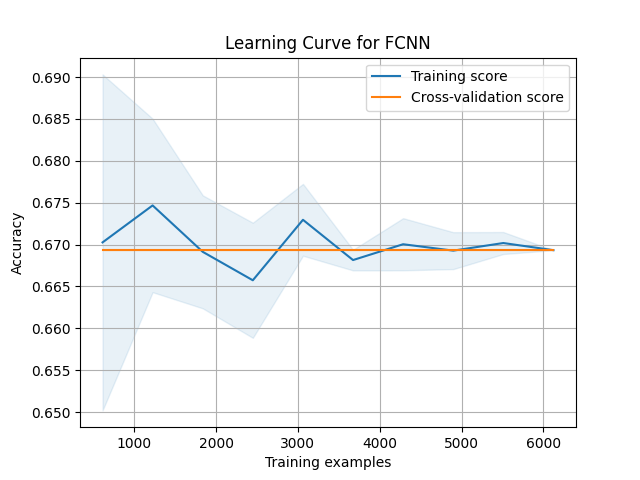 Learning Curve for FCNN
Training score
Cross-validation score
0.690
0.685
0.680
0.675
0.670
0.665
0.660
0.655
0.650
Accuracy
1000 2000 3000 4000 5000 6000
Training examples